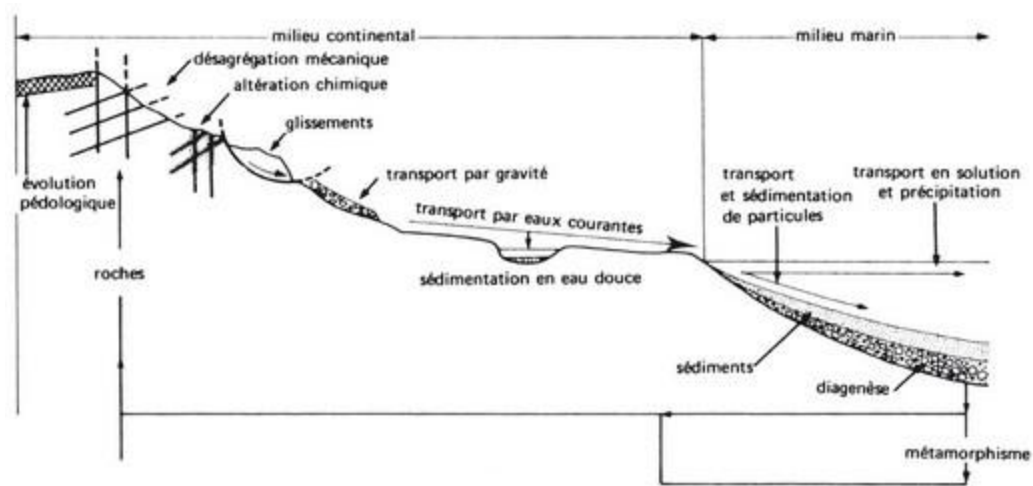 milieu continental
milieu marin
désagrégation mécanique
altération chimique
glissements
transport par gravité
évolution
pédologique
transport par eaux courantes
transport
et sédimentation
de particules
transport en solution
et précipitation
roches
sédimentation en eau douce
sédiments
diagenèse
métamorphisme